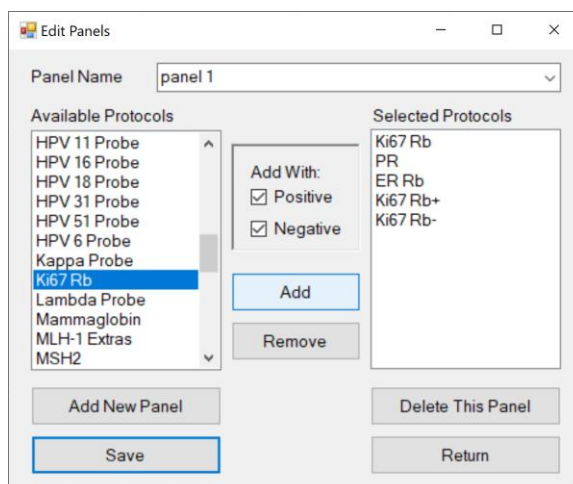 Edit Panels
Panel Name
panel 1
Available Protocols
HPV 11 Probe
HPV 16 Probe
HPV 18 Probe
HPV 31 Probe
HPV 51 Probe
HPV 6 Probe
Kappa Probe
Ki67 Rb
Lambda Probe
Mammaglobin
MLH-1 Extras
MSH2
Add With:
Positive
Negative
Add
Remove
Selected Protocols
Ki67 Rb
PR
ER Rb
Ki67 Rb+
Ki67 Rb-
Add New Panel
Delete This Panel
Save
Return